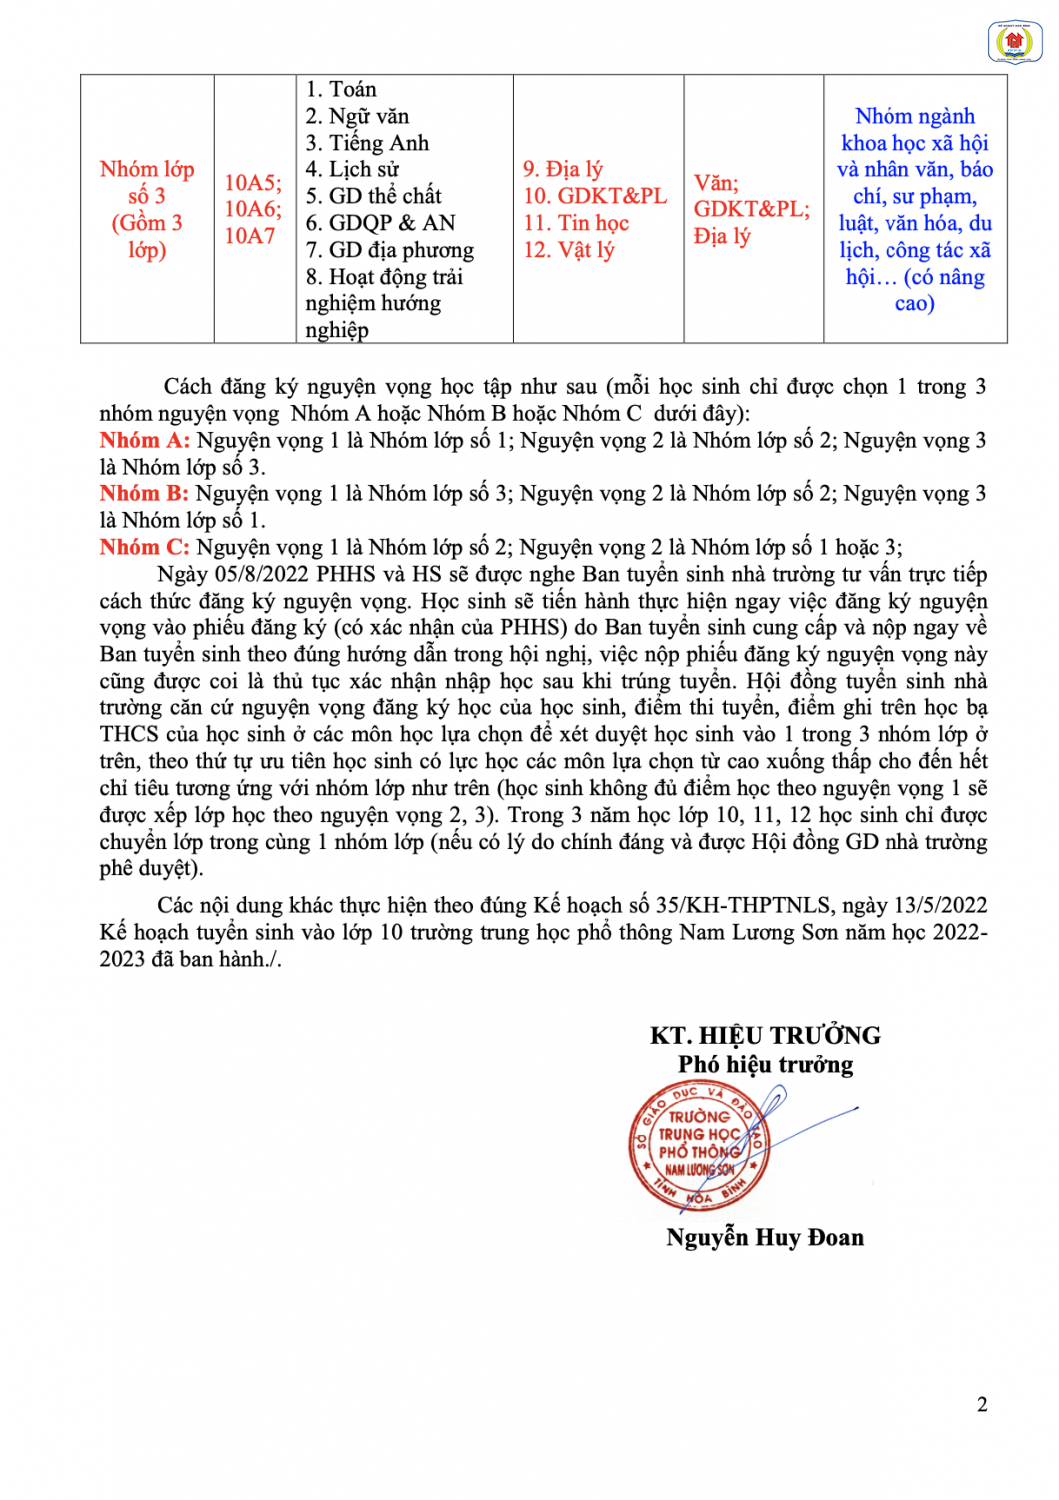 Nhóm lớp
số 3
(Gồm 3
lớp)
10A5;
10A6;
10A7
1. Toán
2. Ngữ văn
3. Tiếng Anh
4. Lịch sử
5. GD thể chất
6. GDQP & AN
7. GD địa phương
8. Hoạt động trải
nghiệm hướng
nghiệp
9. Địa lý
10. GDKT&PL
11. Tin học
12. Vật lý
Văn;
GDKT&PL;
Địa lý
Nhóm ngành
khoa học xã hội
và nhân văn, báo
chí, sư phạm,
luật, văn hóa, du
lịch, công tác xã
hội… (có nâng
cao)
Cách đăng ký nguyện vọng học tập như sau (mỗi học sinh chỉ được chọn 1 trong 3
nhóm nguyện vọng  Nhóm A hoặc Nhóm B hoặc Nhóm C  dưới đây):
Nhóm A: Nguyện vọng 1 là Nhóm lớp số 1; Nguyện vọng 2 là Nhóm lớp số 2; Nguyện vọng 3
là Nhóm lớp số 3.
Nhóm B: Nguyện vọng 1 là Nhóm lớp số 3; Nguyện vọng 2 là Nhóm lớp số 2; Nguyện vọng 3
là Nhóm lớp số 1.
Nhóm C: Nguyện vọng 1 là Nhóm lớp số 2; Nguyện vọng 2 là Nhóm lớp số 1 hoặc 3;
Ngày 05/8/2022 PHHS và HS sẽ được nghe Ban tuyển sinh nhà trường tư vấn trực tiếp
cách thức đăng ký nguyện vọng. Học sinh sẽ tiến hành thực hiện ngay việc đăng ký nguyện
vọng vào phiếu đăng ký (có xác nhận của PHHS) do Ban tuyển sinh cung cấp và nộp ngay về
Ban tuyển sinh theo đúng hướng dẫn trong hội nghị, việc nộp phiếu đăng ký nguyện vọng này
cũng được coi là thủ tục xác nhận nhập học sau khi trúng tuyển. Hội đồng tuyển sinh nhà
trường căn cứ nguyện vọng đăng ký học của học sinh, điểm thi tuyển, điểm ghi trên học bạ
THCS của học sinh ở các môn học lựa chọn để xét duyệt học sinh vào 1 trong 3 nhóm lớp ở
trên, theo thứ tự ưu tiên học sinh có lực học các môn lựa chọn từ cao xuống thấp cho đến hết
chỉ tiêu tương ứng với nhóm lớp như trên (học sinh không đủ điểm học theo nguyện vọng 1 sẽ
được xếp lớp học theo nguyện vọng 2, 3). Trong 3 năm học lớp 10, 11, 12 học sinh chỉ được
chuyển lớp trong cùng 1 nhóm lớp (nếu có lý do chính đáng và được Hội đồng GD nhà trường
phê duyệt).
Các nội dung khác thực hiện theo đúng Kế hoạch số 35/KH-THPTNLS, ngày 13/5/2022
Kế hoạch tuyển sinh vào lớp 10 trường trung học phổ thông Nam Lương Sơn năm học 2022-
2023 đã ban hành./.
KT. HIỆU TRƯỞNG
Phó hiệu trưởng
SỞ GIÁO DỤC VÀ ĐÀO TẠO
TRƯỜNG
TRUNG HỌC
PHỔ THÔNG
NAM LƯƠNG SƠN
TỈNH HÒA BÌNH
Nguyễn Huy Đoan
2